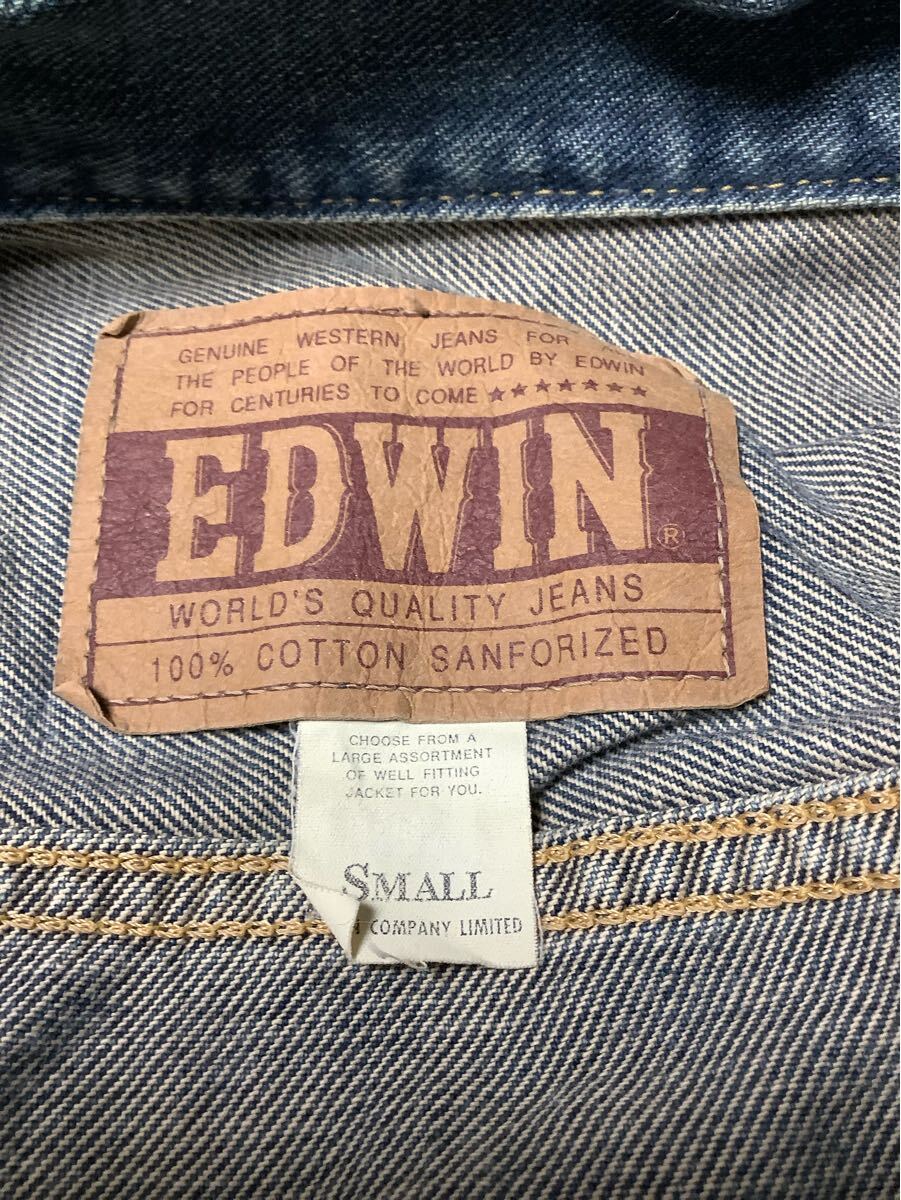 GENUINE WESTERN JEANS FOR
THE PEOPLE OF THE WORLD BY EDWIN
FOR CENTURIES TO COME ★★★★★★★
EDWIN®
WORLD'S QUALITY JEANS
100% COTTON SANFORIZED
CHOOSE FROM A
LARGE ASSORTMENT
OF WELL FITTING
JACKET FOR YOU.
SMALL
COMPANY LIMITED